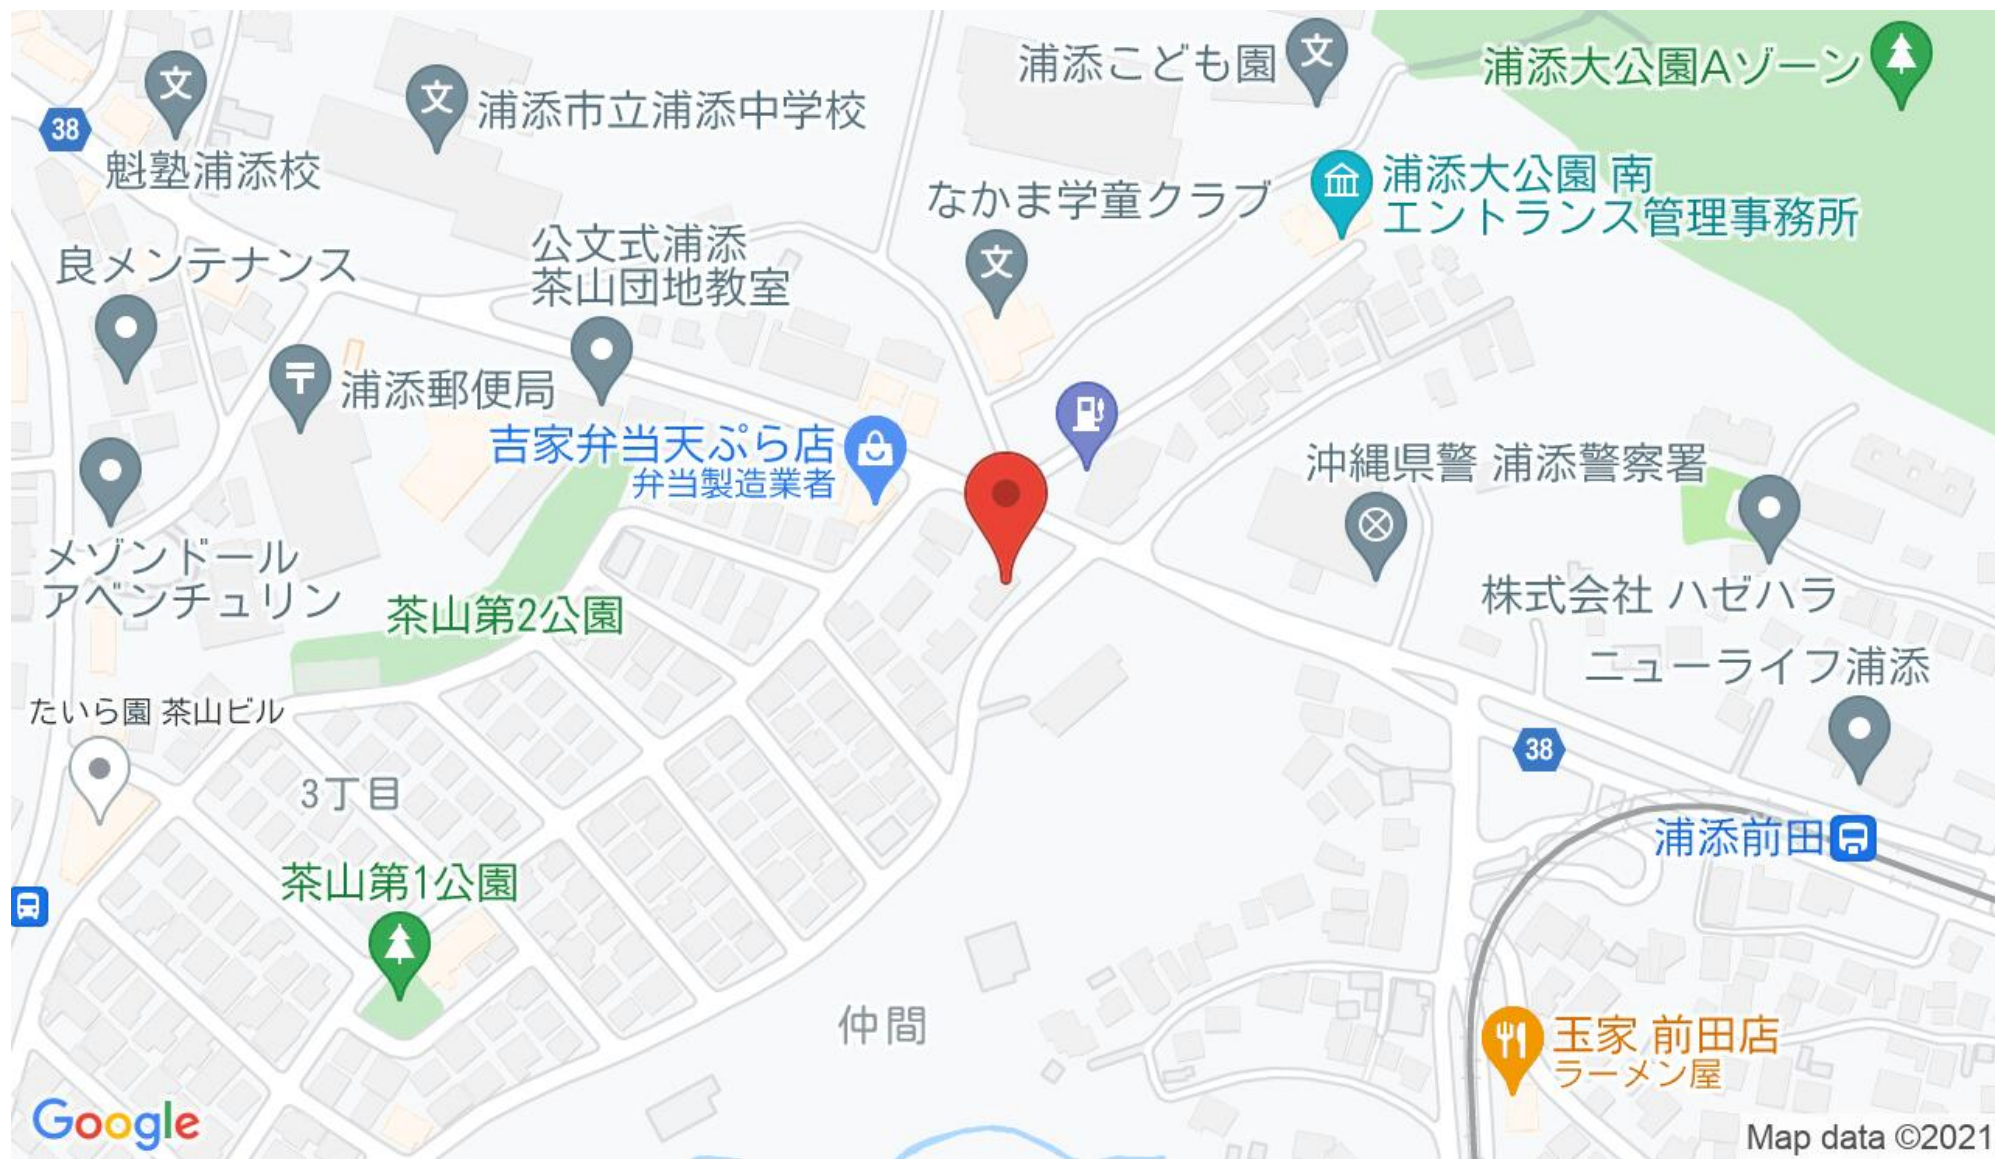 浦添こども園
文
浦添大公園Aゾーン
文
文
浦添市立浦添中学校
38
魁塾浦添校
浦添大公園 南
エントランス管理事務所
なかま学童クラブ
文
公文式浦添
茶山団地教室
良メンテナンス
〒
浦添郵便局
吉家弁当天ぷら店
弁当製造業者
沖縄県警 浦添警察署
メゾンドール
アベンチュリン
株式会社 ハゼハラ
茶山第2公園
ニューライフ浦添
たいら園 茶山ビル
38
3丁目
浦添前田
茶山第1公園
仲間
玉家 前田店
ラーメン屋
Google
Map data ©2021